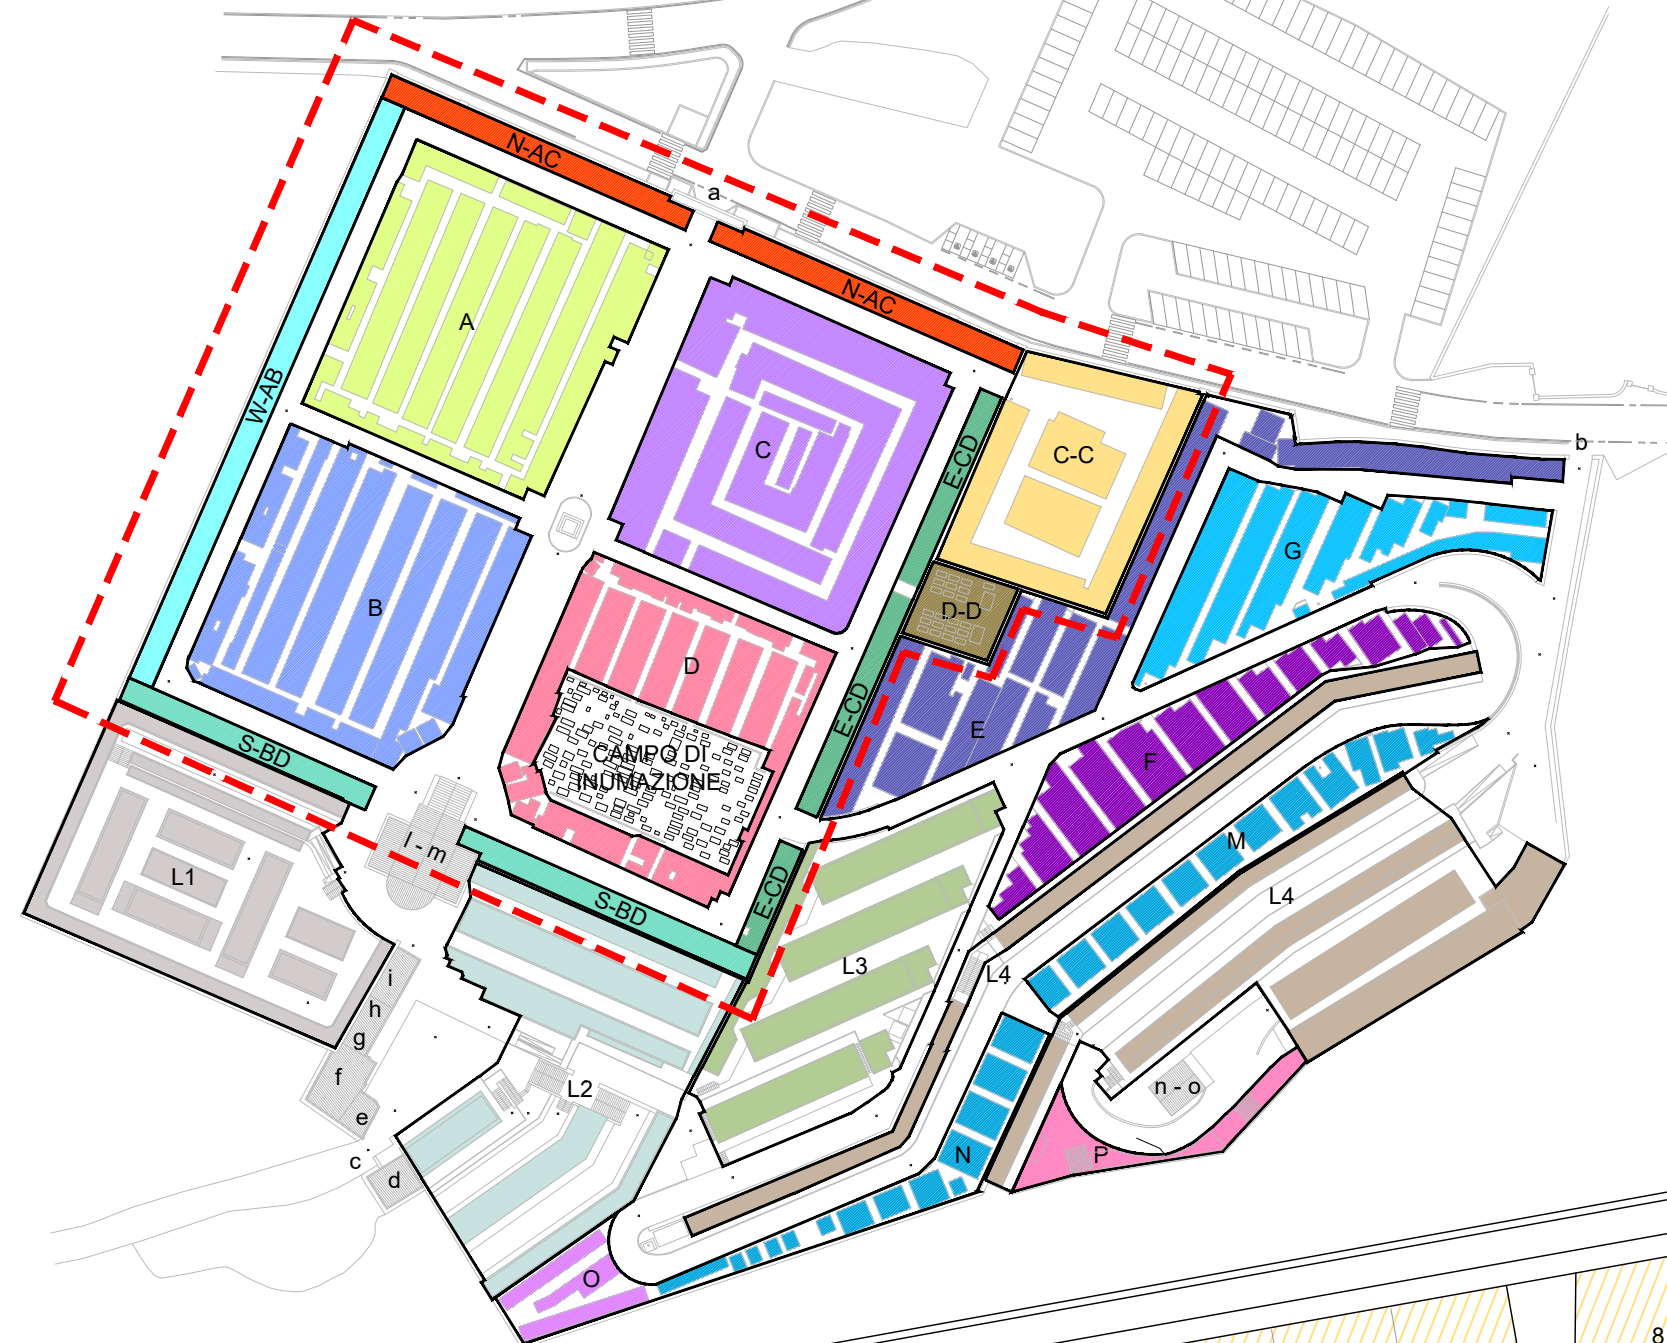 N-AC
a
N-AC
A
W-AB
C
E-CD
C-C
b
G
B
D-D
D
E-CD
E
CAMPO DI
INUMAZIONE
F
S-BD
l - m
M
L1
S-BD
E-CD
L4
L3
L4
i
h
g
f
e
L2
n - o
c
d
N
P
O
8